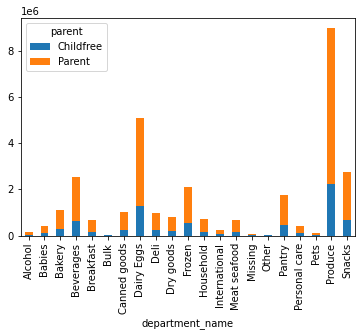 1e6
parent
Childfree
Parent
8
6
4
2
0
Alcohol
Babies
Bakery
Beverages
Breakfast
Bulk
Canned goods
Dairy Eggs
Deli
Dry goods
Frozen
Household
International
Meat seafood
Missing
Other
Pantry
Personal care
Pets
Produce
Snacks
department_name